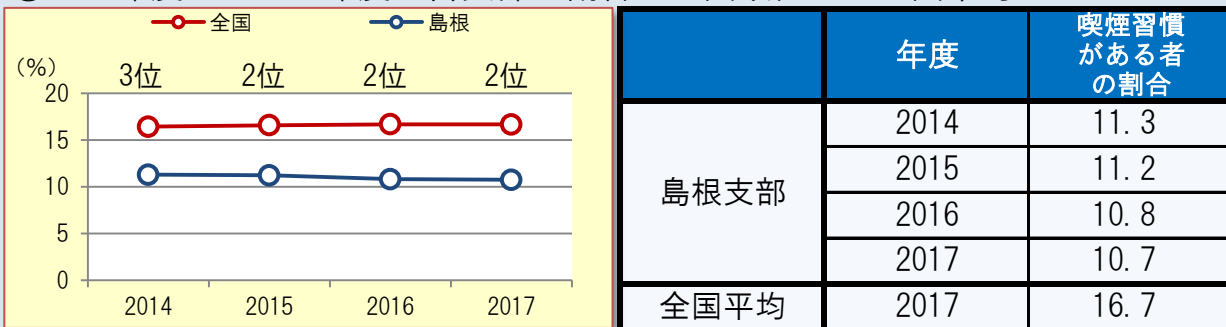 全国 島根
(%)
3位 2位 2位 2位
20
15
10
5
0
2014 2015 2016 2017
年度 喫煙習慣
がある者
の割合
島根支部
2014 11.3
2015 11.2
2016 10.8
2017 10.7
全国平均 2017 16.7